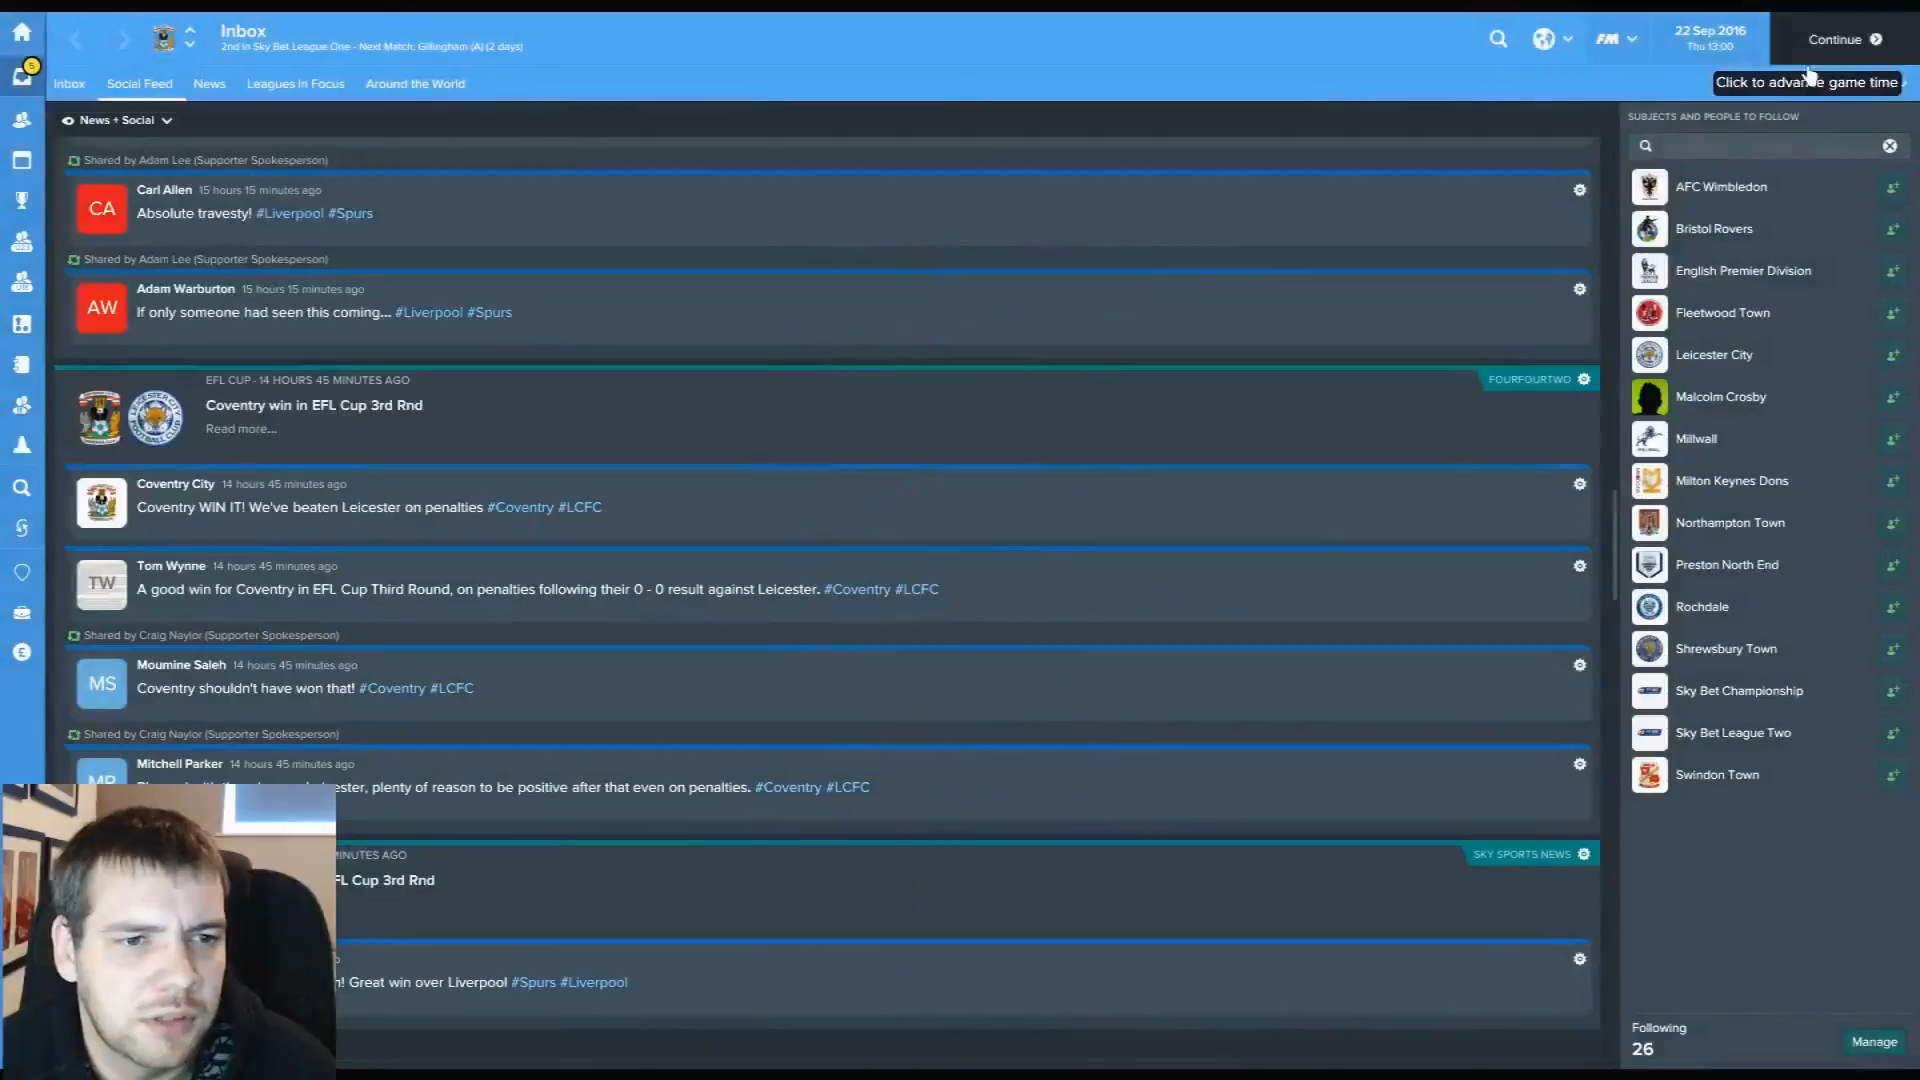 Inbox
2nd in Sky Bet League One - Next Match: Gillingham (A) (2 days)
FM
22 Sep 2016
Thu 13:00
Continue
5
Inbox
Social Feed
News
Leagues in Focus
Around the World
Click to advance game time
News + Social
Shared by Adam Lee (Supporter Spokesperson)
CA
Carl Allen 15 hours 15 minutes ago
Absolute travesty! #Liverpool #Spurs
Shared by Adam Lee (Supporter Spokesperson)
AW
Adam Warburton 15 hours 15 minutes ago
If only someone had seen this coming... #Liverpool #Spurs
EFL CUP - 14 HOURS 45 MINUTES AGO
FOURFOURTWO
Coventry win in EFL Cup 3rd Rnd
Read more...
Coventry City 14 hours 45 minutes ago
Coventry WIN IT! We've beaten Leicester on penalties #Coventry #LCFC
TW
Tom Wynne 14 hours 45 minutes ago
A good win for Coventry in EFL Cup Third Round, on penalties following their 0 - 0 result against Leicester. #Coventry #LCFC
Shared by Craig Naylor (Supporter Spokesperson)
MS
Moumine Saleh 14 hours 45 minutes ago
Coventry shouldn't have won that! #Coventry #LCFC
Shared by Craig Naylor (Supporter Spokesperson)
Mitchell Parker 14 hours 45 minutes ago
ester, plenty of reason to be positive after that even on penalties. #Coventry #LCFC
MINUTES AGO
SKY SPORTS NEWS
FL Cup 3rd Rnd
! Great win over Liverpool #Spurs #Liverpool
SUBJECTS AND PEOPLE TO FOLLOW
AFC Wimbledon
Bristol Rovers
English Premier Division
Fleetwood Town
Leicester City
Malcolm Crosby
Millwall
Milton Keynes Dons
Northampton Town
Preston North End
Rochdale
Shrewsbury Town
Sky Bet Championship
Sky Bet League Two
Swindon Town
Following
26
Manage